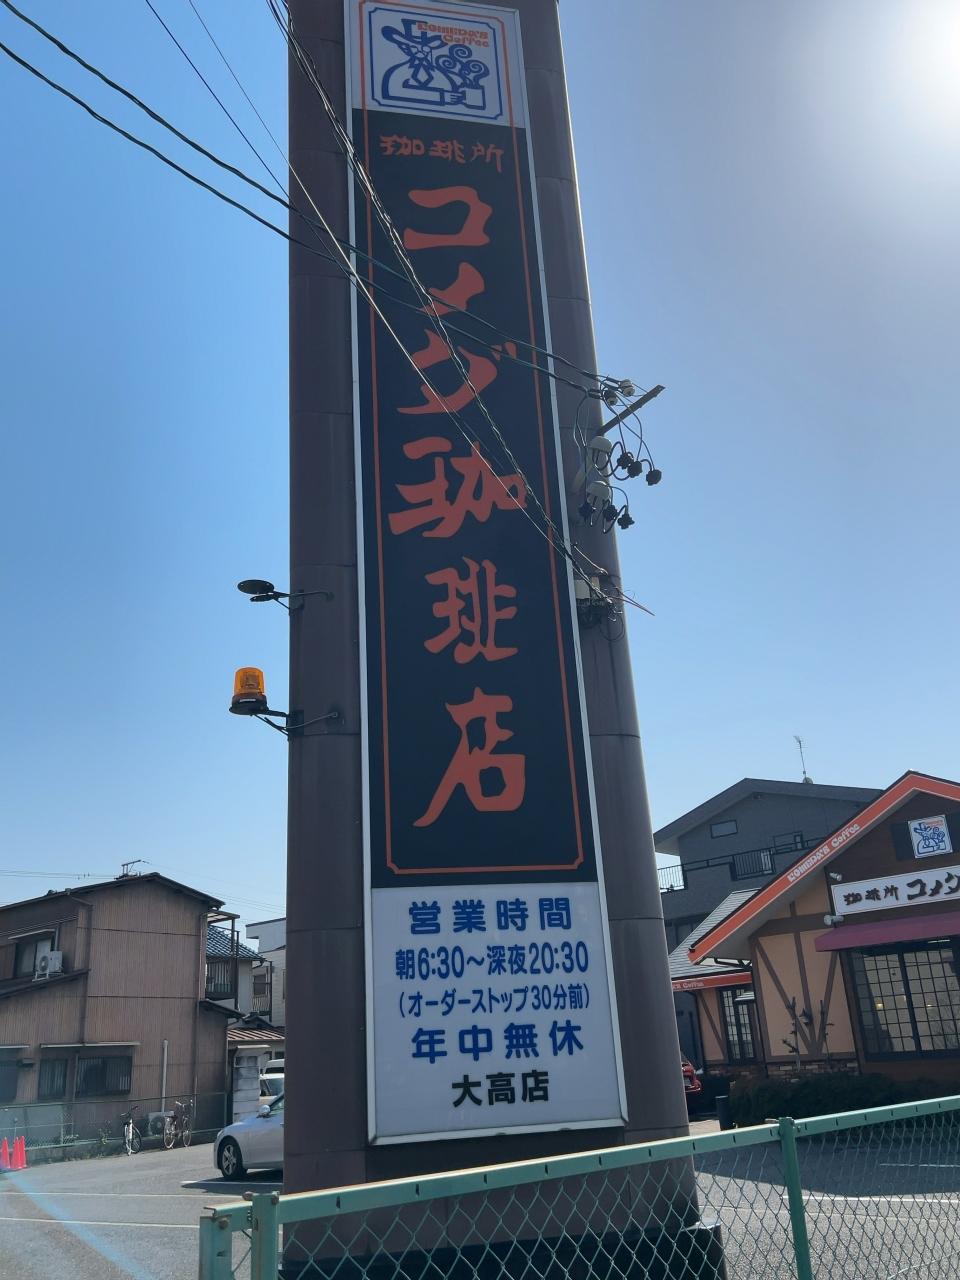 KOMEDA'S
Coffee
珈琲所
コメダ珈琲店
営業時間
朝6:30～深夜20:30
(オーダーストップ30分前)
年中無休
大高店
KOMEDA'S Coffee
珈琲所 コメダ
Coffee